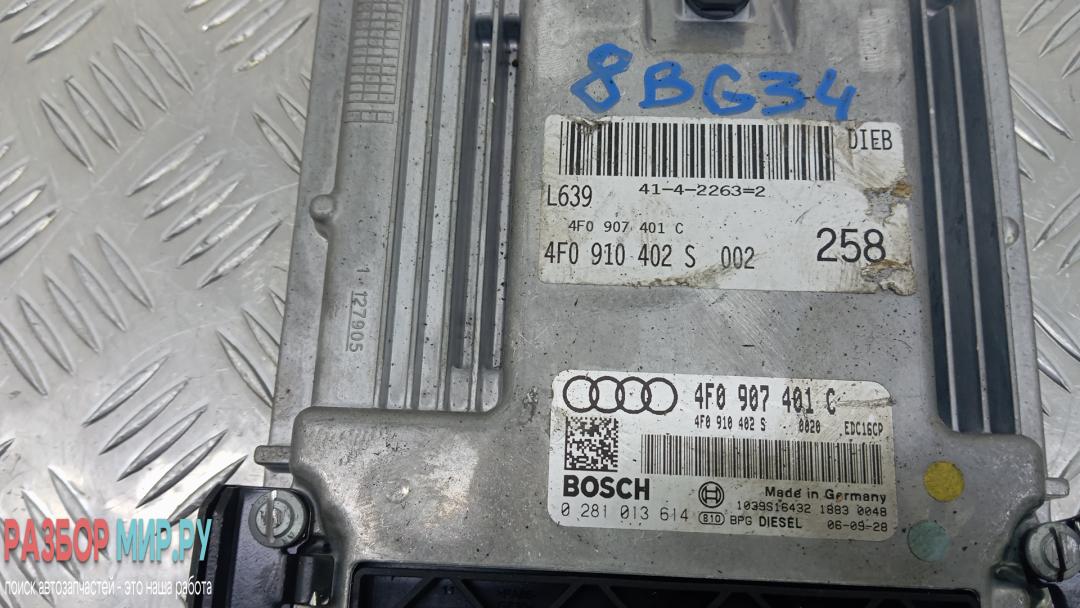 8BG34
DIEB
41-4-2263=2
L639
4F0 907 401 C
4F0 910 402 S 002
258
1 127905
4F0 907 401 C
4F0 910 402 S 0020 EDC16CP
BOSCH
Made in Germany
1039S16432 1883 0048
0 281 013 614 810 BPG DIESEL 06-09-28
РАЗБОР МИР.РУ
поиск автозапчастей - это наша работа